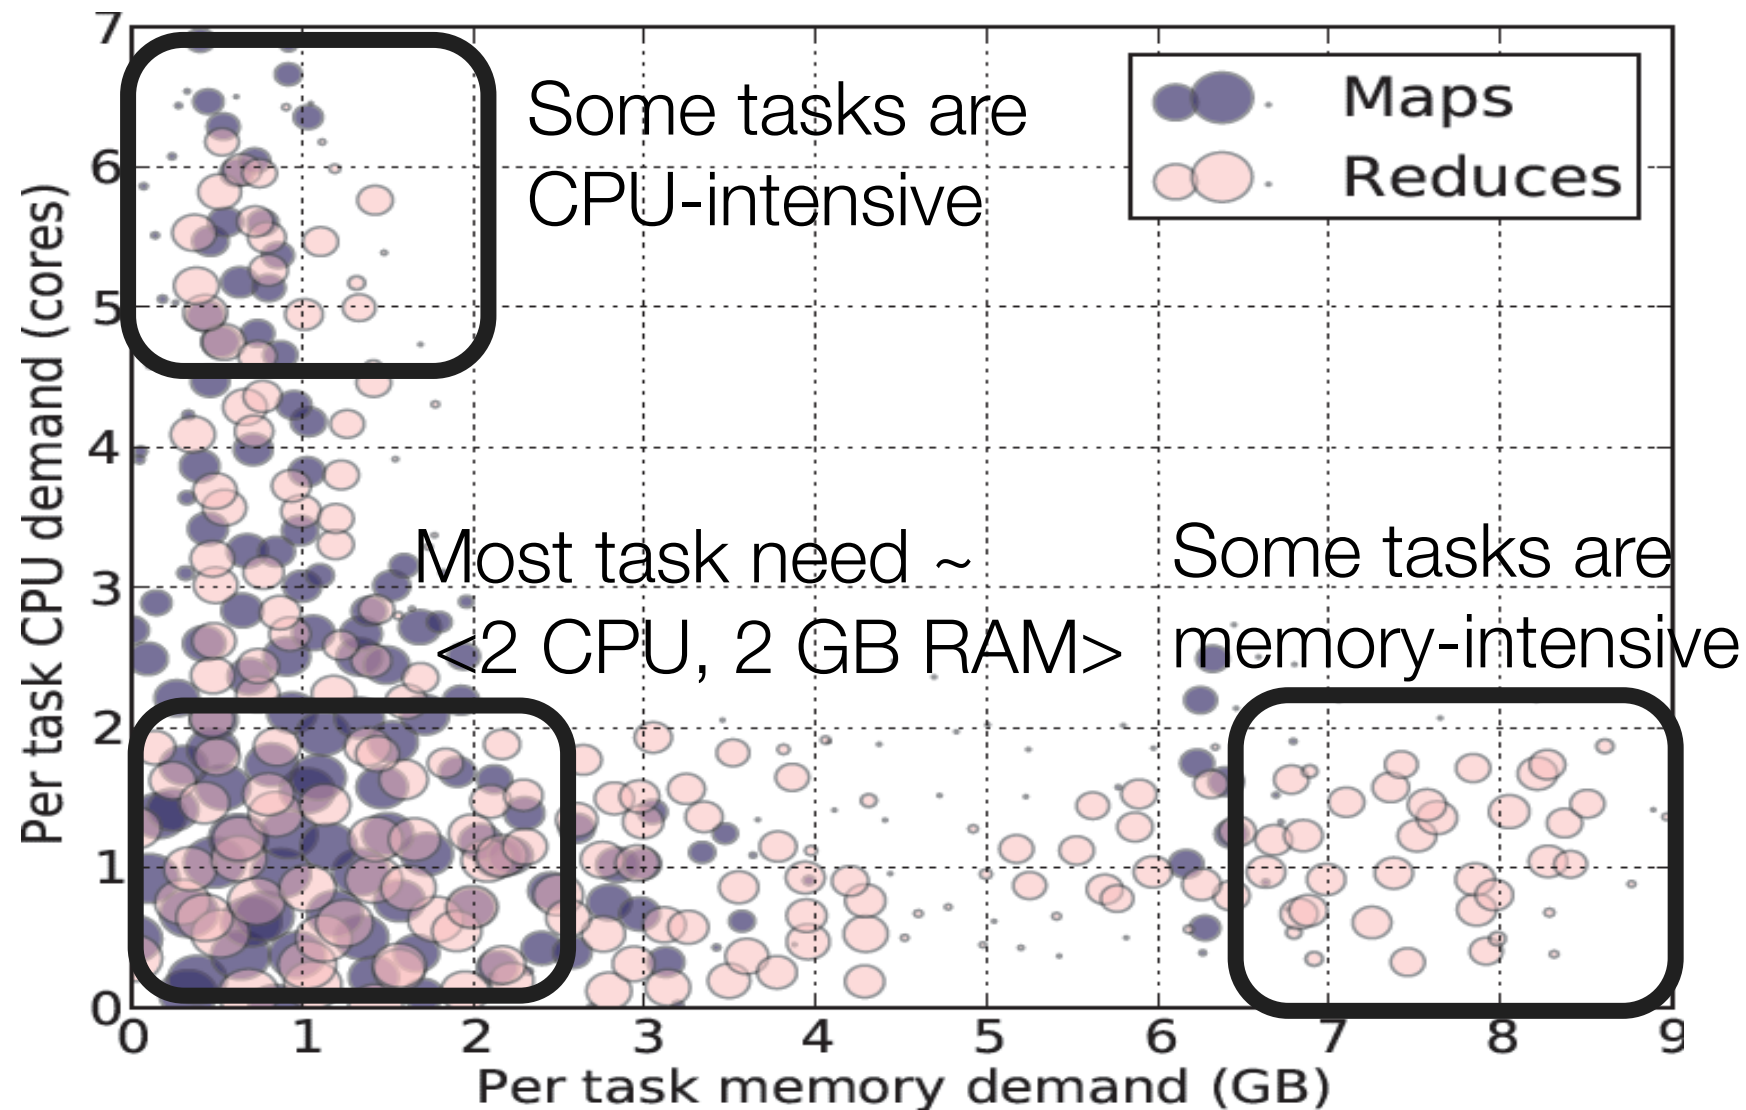 7
6
5
4
3
2
1
0
Per task CPU demand (cores)
Some tasks are
CPU-intensive
Maps
Reduces
Most task need ~
<2 CPU, 2 GB RAM>
Some tasks are
memory-intensive
0 1 2 3 4 5 6 7 8 9
Per task memory demand (GB)